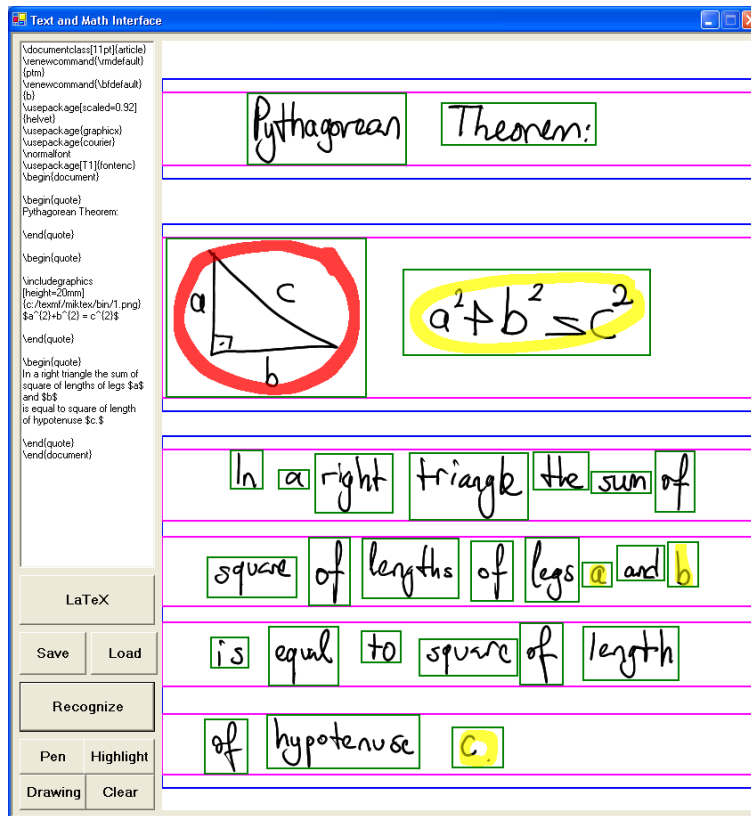 Text and Math Interface
\documentclass[11pt]{article}
\renewcommand{\rmdefault}
{ptm}
\renewcommand{\bfdefault}
{b}
\usepackage[scaled=0.92]
{helvet}
\usepackage{graphicx}
\usepackage{courier}
\normalfont
\usepackage[T1]{fontenc}
\begin{document}
\begin{quote}
Pythagorean Theorem:
\end{quote}
\begin{quote}
\includegraphics
[height=20mm]
{c:/texmf/miktex/bin/1.png}
$a^{2}+b^{2} = c^{2}$
\end{quote}
\begin{quote}
In a right triangle the sum of
square of lengths of legs $a$
and $b$
is equal to square of length
of hypotenuse $c.$
\end{quote}
\end{document}
LaTeX
Save Load
Recognize
Pen Highlight
Drawing Clear
Pythagorean Theorem:
a c b
a²+b²=c²
In a right triangle the sum of
square of lengths of legs a and b
is equal to square of length
of hypotenuse c.